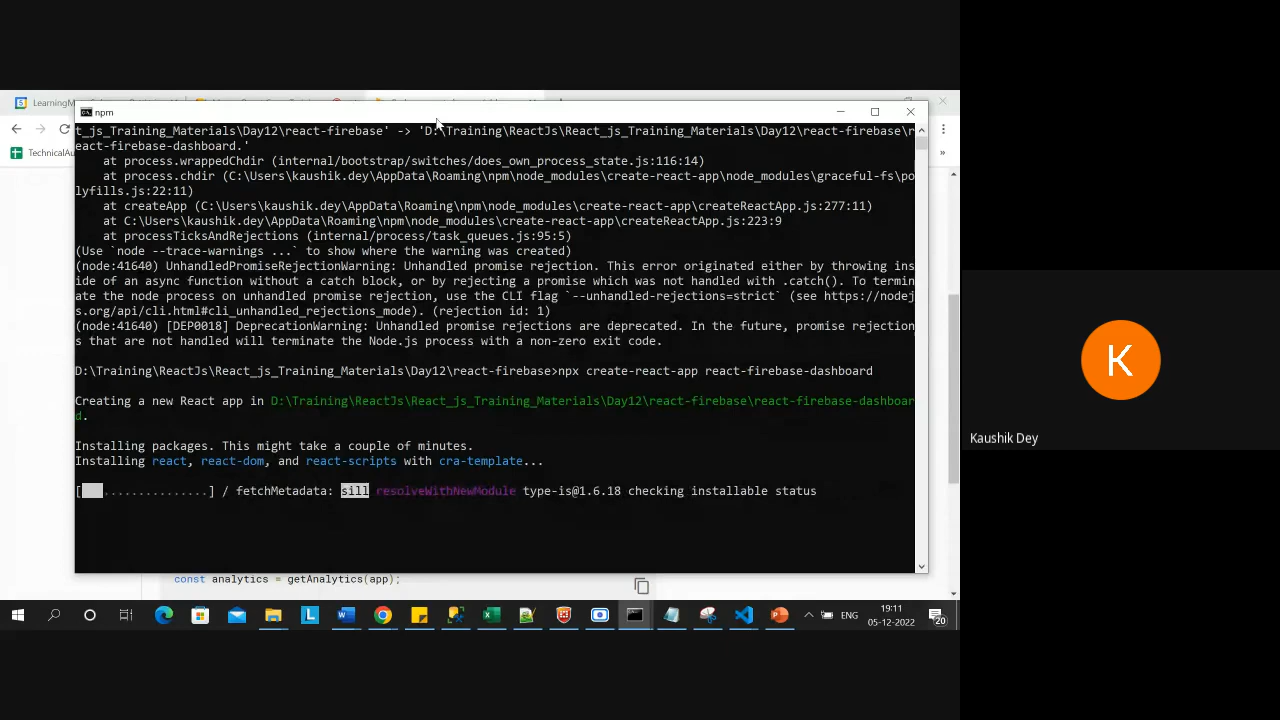 LearningM
npm
TechnicalAu
t_js_Training_Materials\Day12\react-firebase' -> 'D:\Training\ReactJs\React_js_Training_Materials\Day12\react-firebase\r
eact-firebase-dashboard.'
at process.wrappedChdir (internal/bootstrap/switches/does_own_process_state.js:116:14)
at process.chdir (C:\Users\kaushik.dey\AppData\Roaming\npm\node_modules\create-react-app\node_modules\graceful-fs\po
lyfills.js:22:11)
at createApp (C:\Users\kaushik.dey\AppData\Roaming\npm\node_modules\create-react-app\createReactApp.js:277:11)
at C:\Users\kaushik.dey\AppData\Roaming\npm\node_modules\create-react-app\createReactApp.js:223:9
at processTicksAndRejections (internal/process/task_queues.js:95:5)
(Use `node --trace-warnings ...` to show where the warning was created)
(node:41640) UnhandledPromiseRejectionWarning: Unhandled promise rejection. This error originated either by throwing ins
ide of an async function without a catch block, or by rejecting a promise which was not handled with .catch(). To termin
ate the node process on unhandled promise rejection, use the CLI flag `--unhandled-rejections=strict` (see https://nodej
s.org/api/cli.html#cli_unhandled_rejections_mode). (rejection id: 1)
(node:41640) [DEP0018] DeprecationWarning: Unhandled promise rejections are deprecated. In the future, promise rejection
s that are not handled will terminate the Node.js process with a non-zero exit code.
D:\Training\ReactJs\React_js_Training_Materials\Day12\react-firebase>npx create-react-app react-firebase-dashboard
Creating a new React app in D:\Training\ReactJs\React_js_Training_Materials\Day12\react-firebase\react-firebase-dashboar
d.
Installing packages. This might take a couple of minutes.
Installing react, react-dom, and react-scripts with cra-template...
[ ...............] / fetchMetadata: sill resolveWithNewModule type-is@1.6.18 checking installable status
const analytics = getAnalytics(app);
ENG
19:11
05-12-2022
20
K
Kaushik Dey